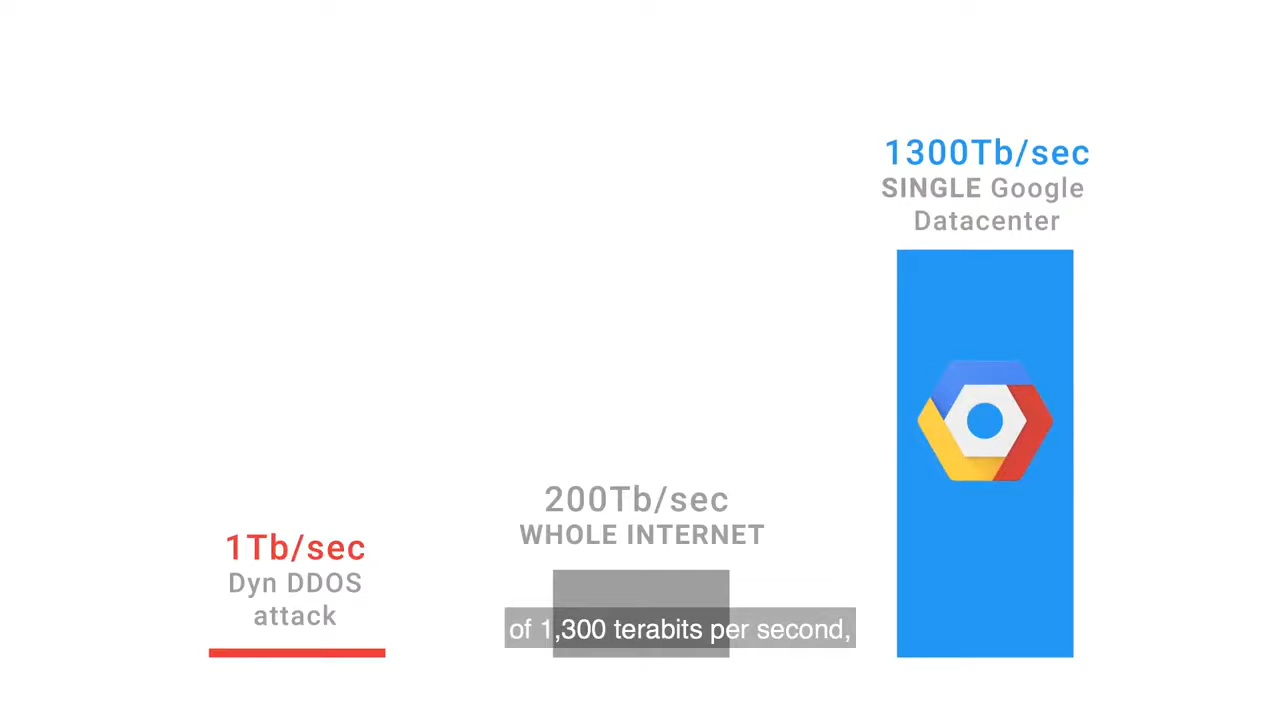 1300Tb/sec
SINGLE Google
Datacenter
200Tb/sec
WHOLE INTERNET
1Tb/sec
Dyn DDOS
attack
of 1,300 terabits per second,